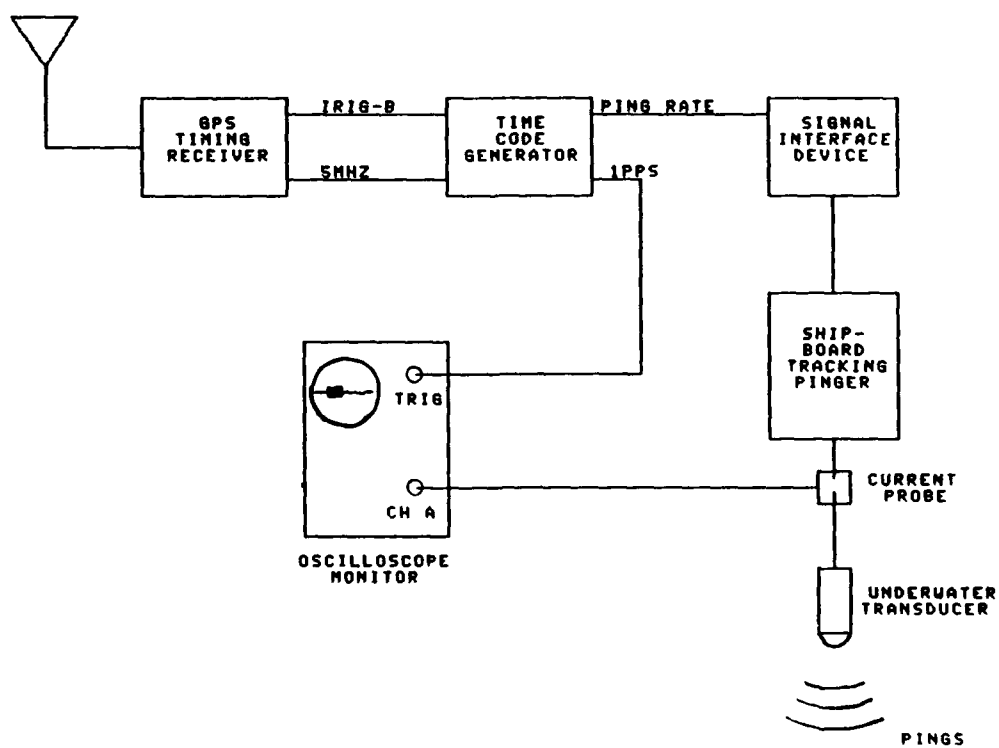 GPS
TIMING
RECEIVER
IRIG-B
5MHZ
TIME
CODE
GENERATOR
PING RATE
1PPS
SIGNAL
INTERFACE
DEVICE
SHIP-
BOARD
TRACKING
PINGER
TRIG
CH A
OSCILLOSCOPE
MONITOR
CURRENT
PROBE
UNDERWATER
TRANSDUCER
PINGS